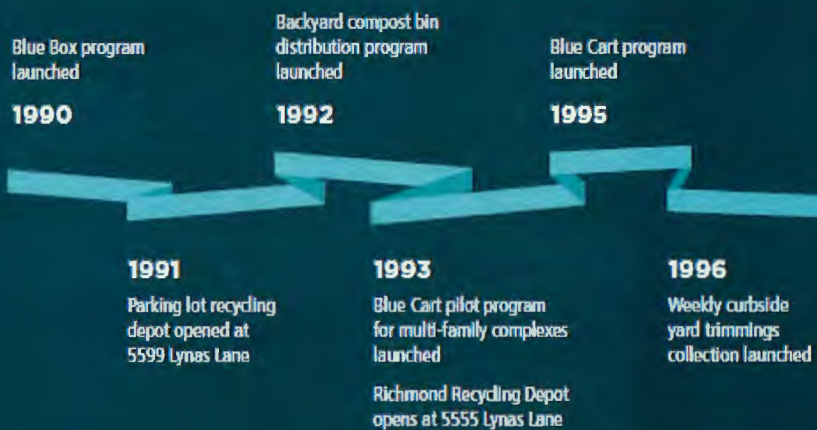 Blue Box program
launched
1990
Backyard compost bin
distribution program
launched
1992
Blue Cart program
launched
1995
1991
Parking lot recycling
depot opened at
5599 Lynas Lane
1993
Blue Cart pilot program
for multi-family complexes
launched
Richmond Recycling Depot
opens at 5555 Lynas Lane
1996
Weekly curbside
yard trimmings
collection launched